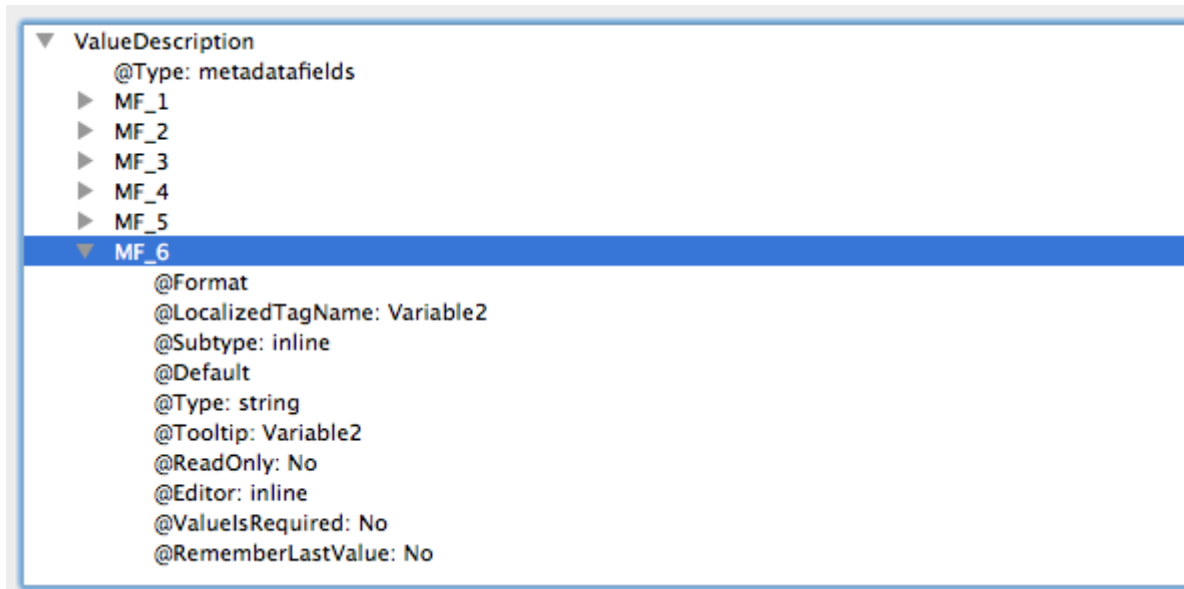 ValueDescription
@Type: metadatafields
MF_1
MF_2
MF_3
MF_4
MF_5
MF_6
@Format
@LocalizedTagName: Variable2
@Subtype: inline
@Default
@Type: string
@Tooltip: Variable2
@ReadOnly: No
@Editor: inline
@ValueIsRequired: No
@RememberLastValue: No